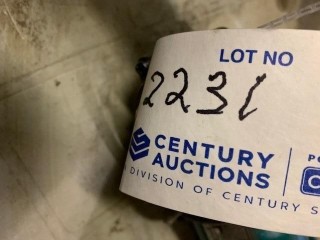 LOT NO
2231
CENTURY
AUCTIONS
DIVISION OF CENTURY S